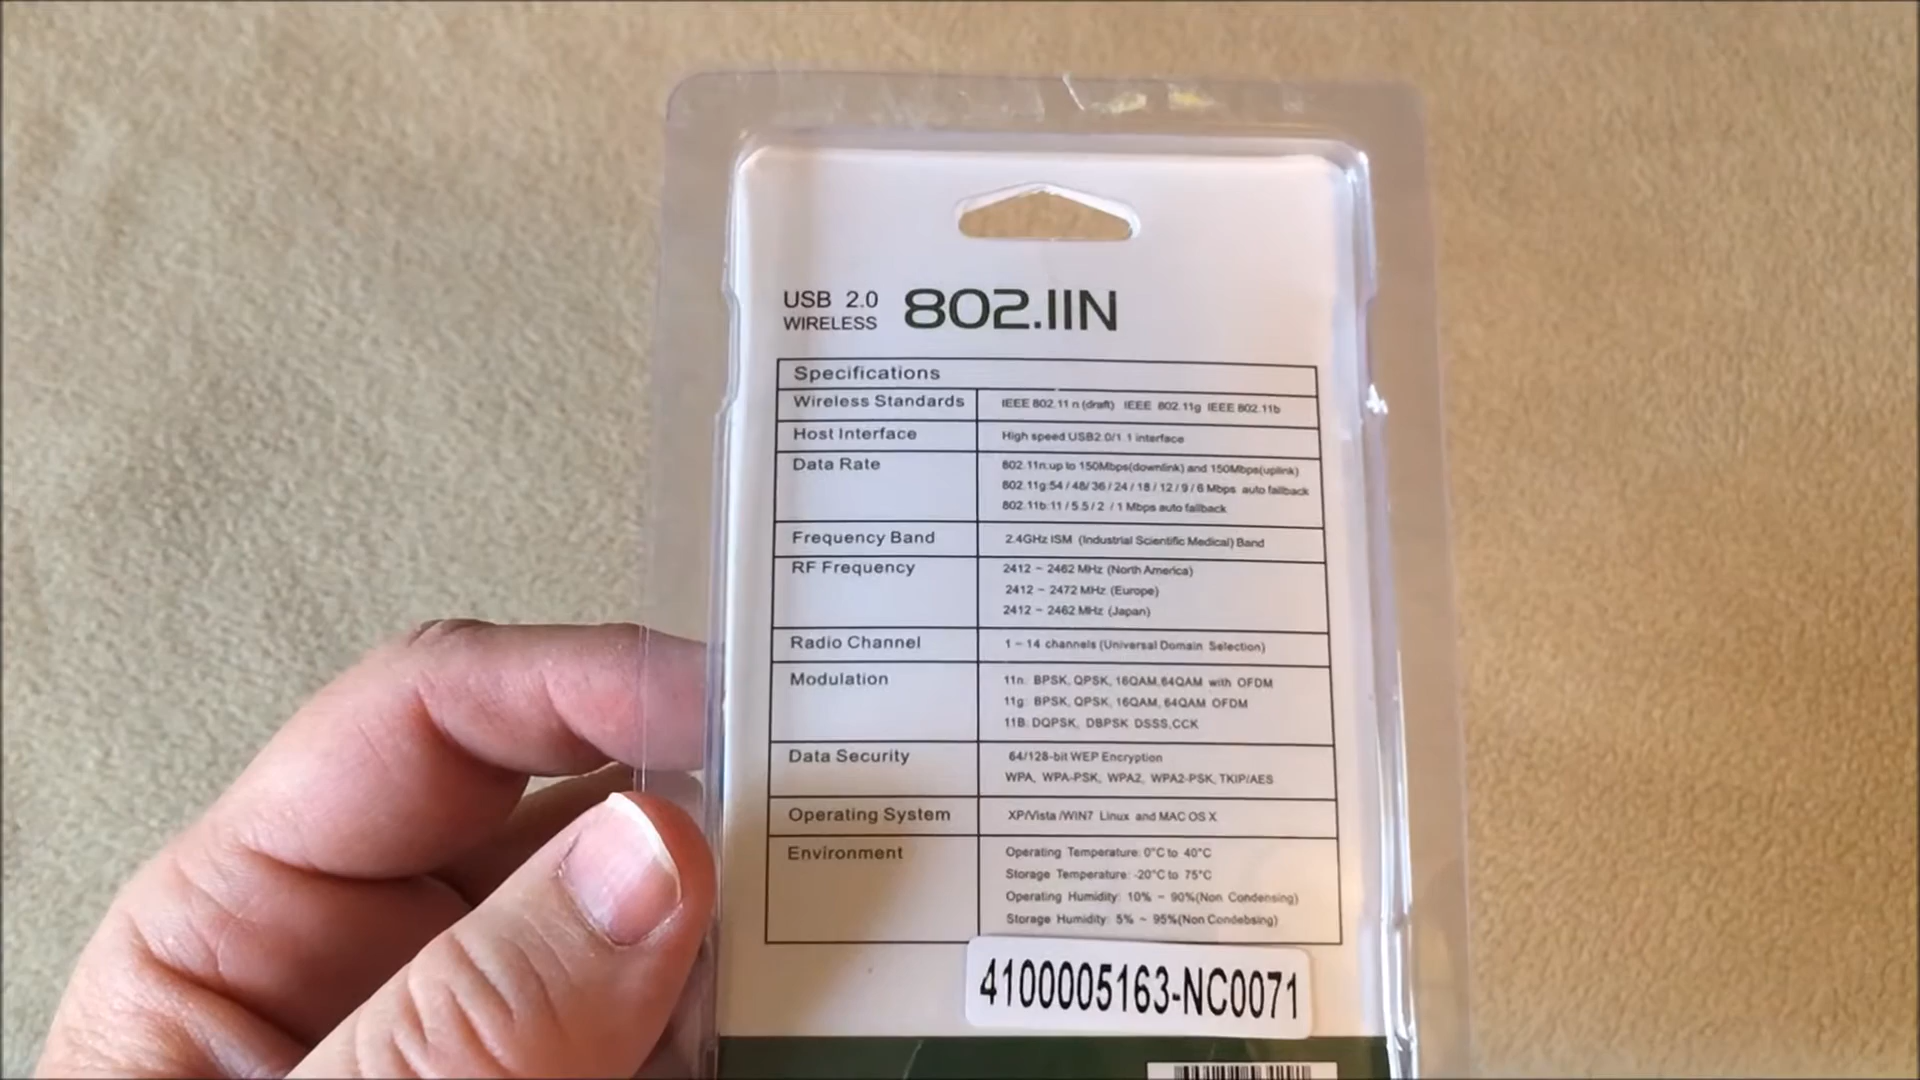 USB 2.0
WIRELESS
802.11N
Specifications
Wireless Standards IEEE 802.11 n (draft) IEEE 802.11g IEEE 802.11b
Host Interface High speed USB2.0/1.1 interface
Data Rate 802.11n:up to 150Mbps(downlink) and 150Mbps(uplink)
802.11g:54 / 48/ 36 / 24 / 18 / 12 / 9 / 6 Mbps auto fallback
802.11b:11 / 5.5 / 2 / 1 Mbps auto fallback
Frequency Band 2.4GHz ISM (Industrial Scientific Medical) Band
RF Frequency 2412 ~ 2462 MHz (North America)
2412 ~ 2472 MHz (Europe)
2412 ~ 2462 MHz (Japan)
Radio Channel 1 ~ 14 channels (Universal Domain Selection)
Modulation 11n: BPSK, QPSK, 16QAM,64QAM with OFDM
11g: BPSK, QPSK, 16QAM, 64QAM OFDM
11B: DQPSK, DBPSK DSSS,CCK
Data Security 64/128-bit WEP Encryption
WPA, WPA-PSK, WPA2, WPA2-PSK, TKIP/AES
Operating System XP/Vista /WIN7 Linux and MAC OS X
Environment Operating Temperature: 0°C to 40°C
Storage Temperature: -20°C to 75°C
Operating Humidity: 10% ~ 90%(Non Condensing)
Storage Humidity: 5% ~ 95%(Non Condebsing)
4100005163-NC0071